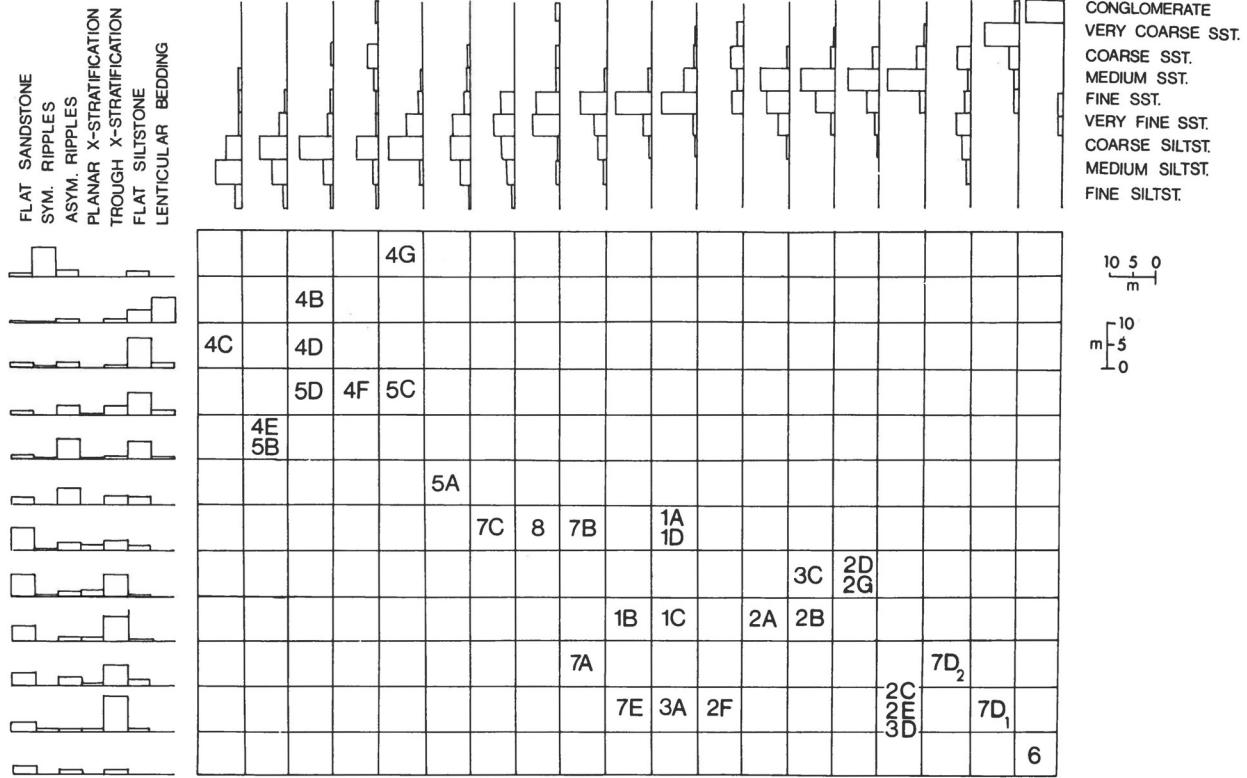 CONGLOMERATE
VERY COARSE SST.
COARSE SST.
MEDIUM SST.
FINE SST.
VERY FINE SST.
COARSE SILTST.
MEDIUM SILTST.
FINE SILTST.
FLAT SANDSTONE
SYM. RIPPLES
ASYM. RIPPLES
PLANAR X-STRATIFICATION
TROUGH X-STRATIFICATION
FLAT SILTSTONE
LENTICULAR BEDDING
4G
10 5 0
m
4B
4C 4D
10
m 5
0
5D 4F 5C
4E
5B
5A
7C 8 7B 1A
1D
3C 2D
2G
1B 1C 2A 2B
7A 7D2
7E 3A 2F 2C
2E
3D
7D1
6